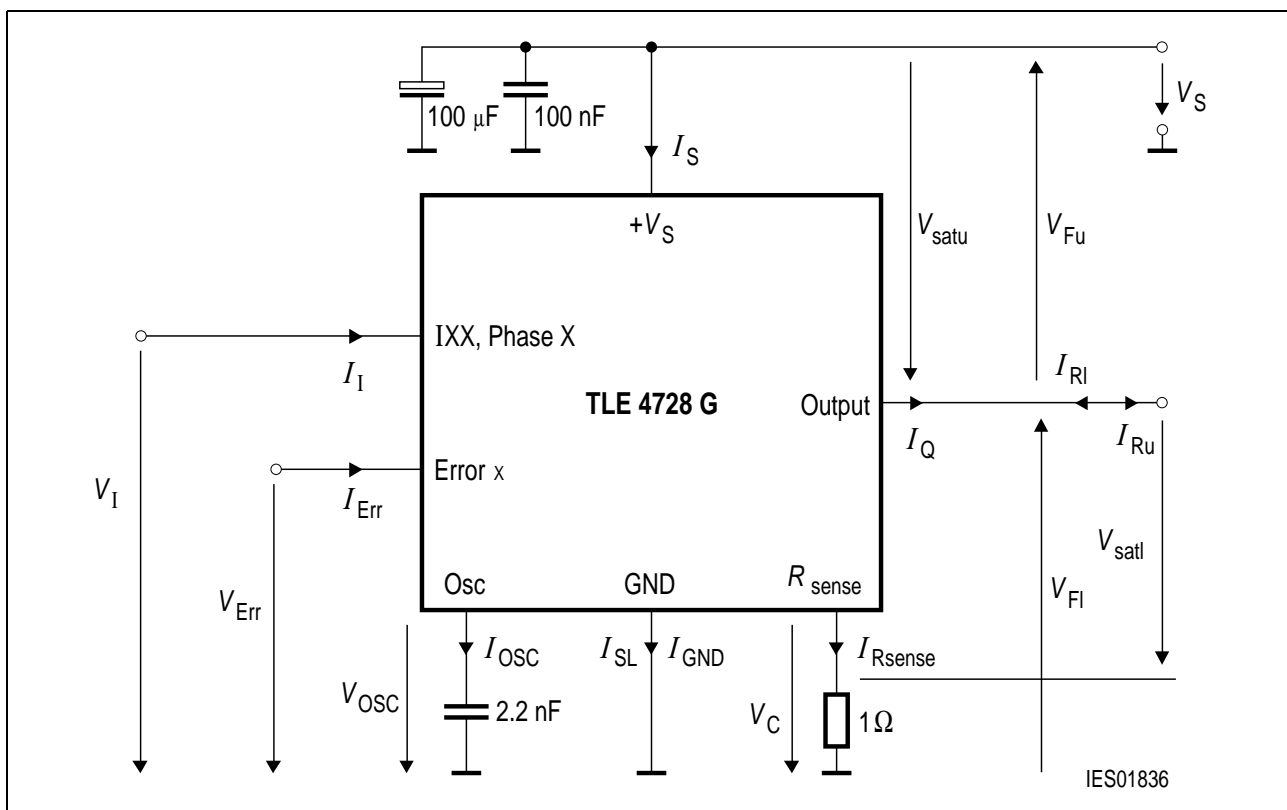 100 µF
100 nF
I_S
V_S
+V_S
V_satu
V_Fu
IXX, Phase X
I_I
TLE 4728 G
Output
I_Rl
I_Q
I_Ru
Error X
I_Err
V_I
V_satl
Osc
GND
R_sense
V_Err
V_Fl
I_OSC
I_SL
I_GND
I_Rsense
V_OSC
2.2 nF
V_C
1 Ω
IES01836